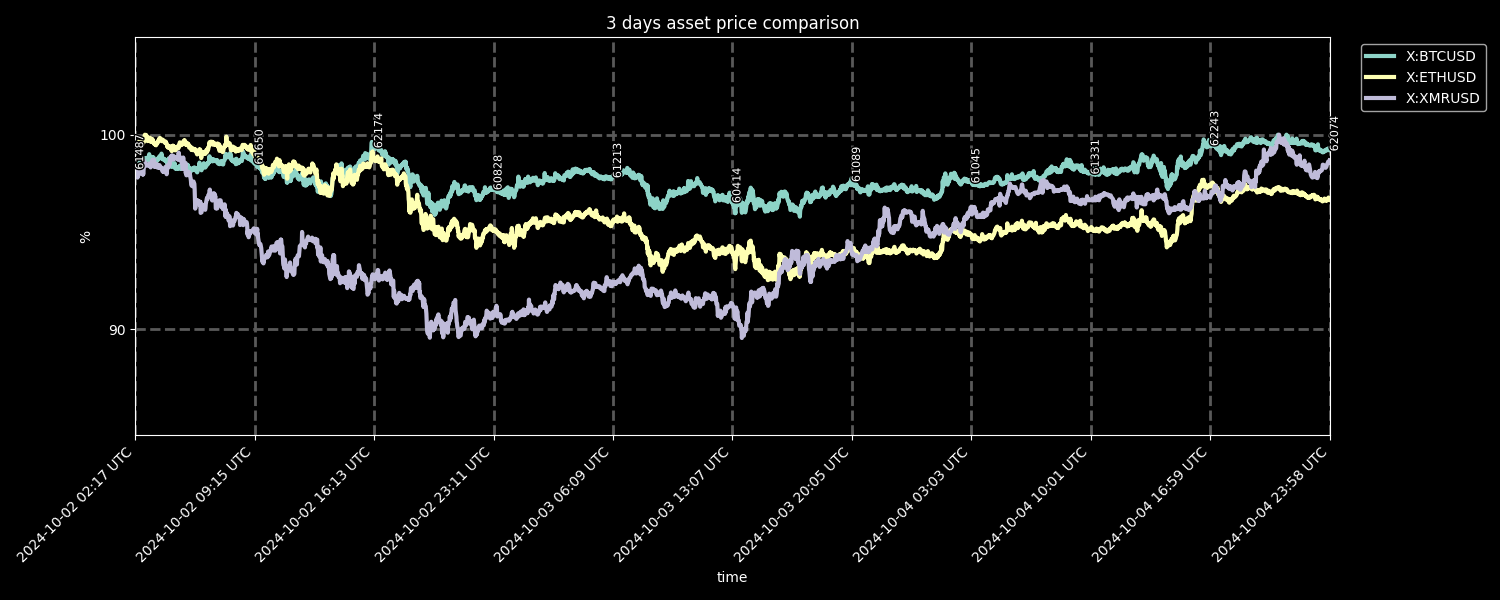 3 days asset price comparison
X:BTCUSD
X:ETHUSD
X:XMRUSD
100
90
%
61487
61650
62174
60828
61213
60414
61089
61045
61331
62243
62074
2024-10-02 02:17 UTC
2024-10-02 09:15 UTC
2024-10-02 16:13 UTC
2024-10-02 23:11 UTC
2024-10-03 06:09 UTC
2024-10-03 13:07 UTC
2024-10-03 20:05 UTC
2024-10-04 03:03 UTC
2024-10-04 10:01 UTC
2024-10-04 16:59 UTC
2024-10-04 23:58 UTC
time